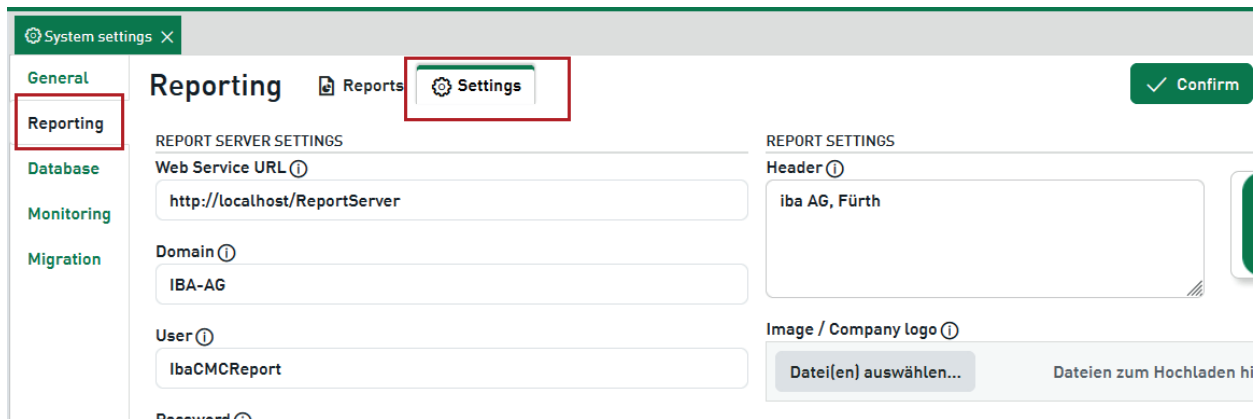 System settings
General
Reporting
Database
Monitoring
Migration
Reporting
Reports
Settings
Confirm
REPORT SERVER SETTINGS
Web Service URL
http://localhost/ReportServer
Domain
IBA-AG
User
IbaCMCReport
Password
REPORT SETTINGS
Header
iba AG, Fürth
Image / Company logo
Datei(en) auswählen...
Dateien zum Hochladen hi